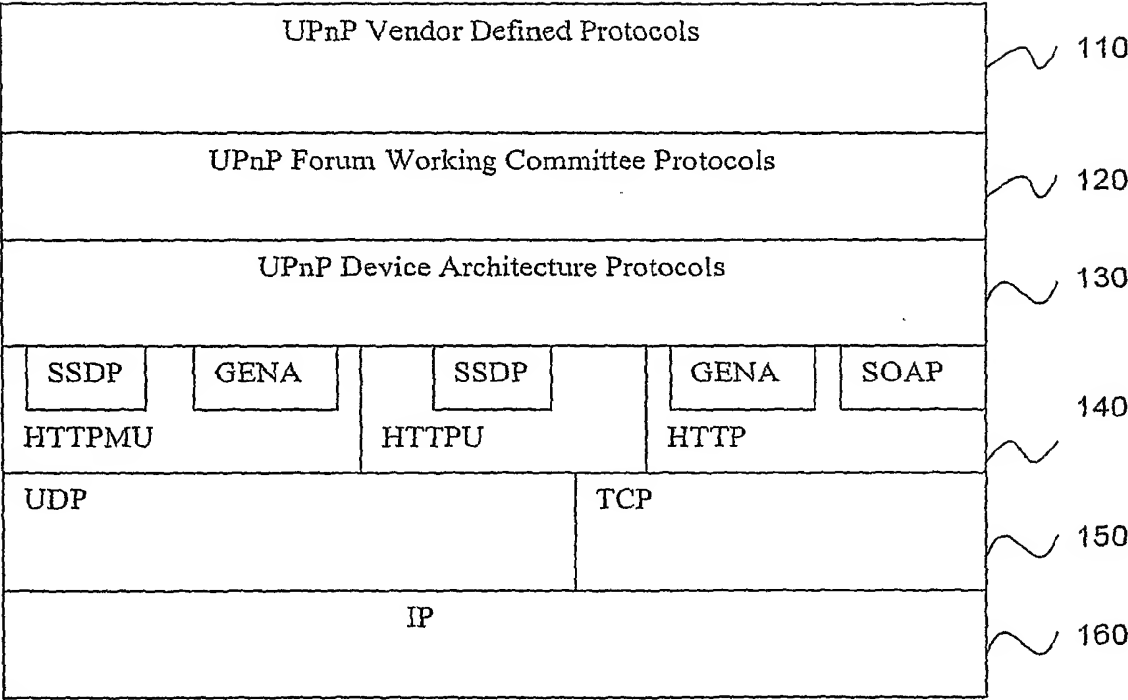 UPnP Vendor Defined Protocols
110
UPnP Forum Working Committee Protocols
120
UPnP Device Architecture Protocols
130
SSDP GENA SSDP GENA SOAP
140
HTTPMU HTTPU HTTP
UDP TCP
150
IP
160